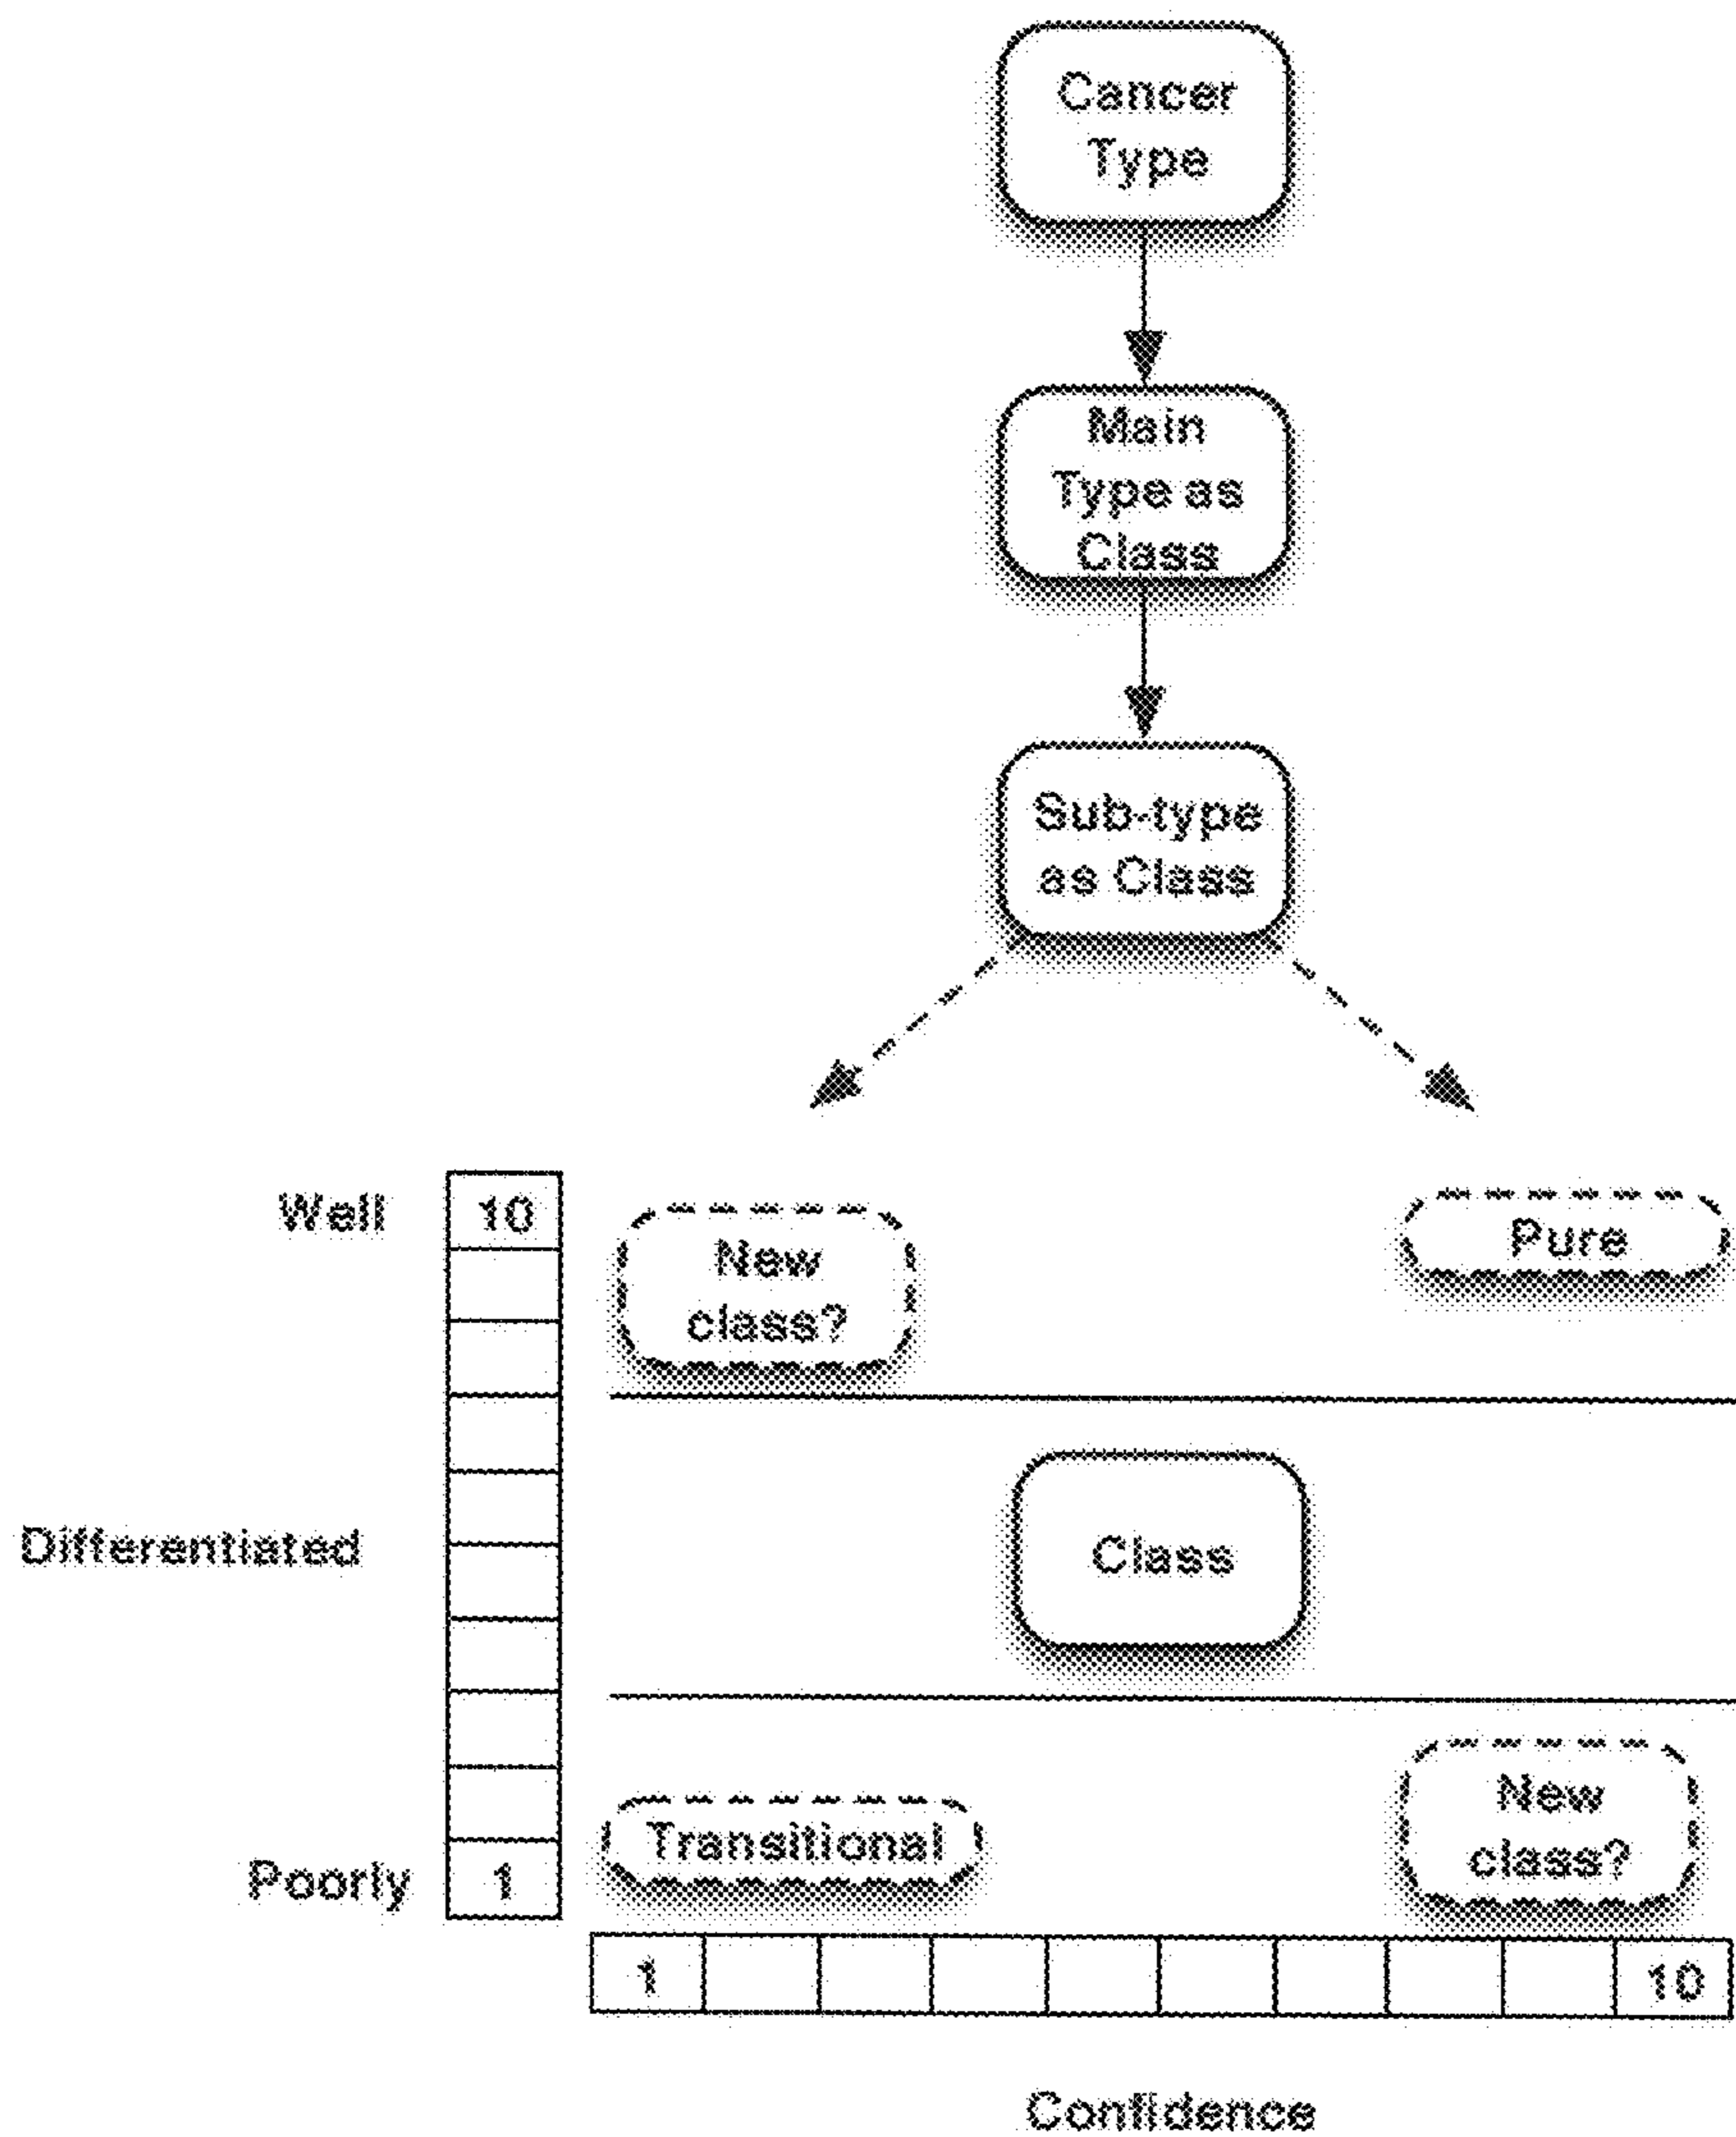 Cancer
Type
Main
Type as
Class
Sub-type
as Class
Well
10
New
class?
Pure
Differentiated
Class
Transitional
New
class?
Poorly
1
1
10
Confidence